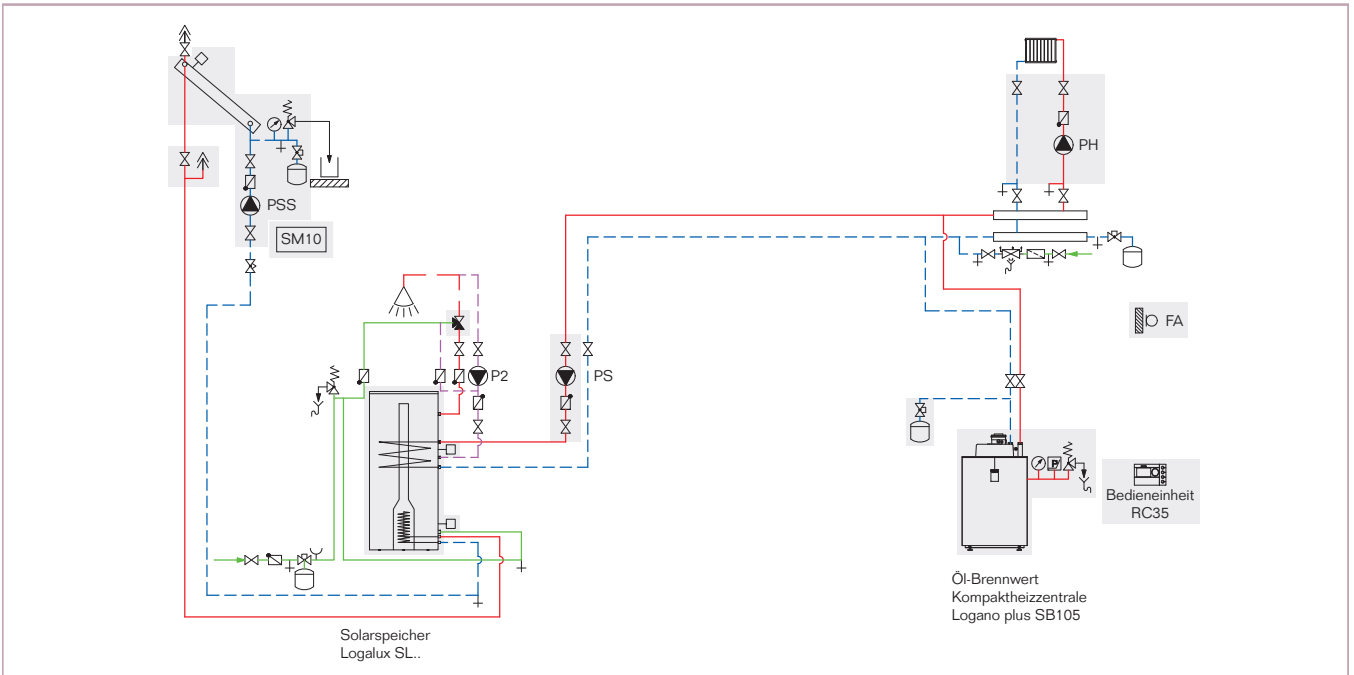 PSS
SM10
PH
FA
P2
PS
P
Bedieneinheit
RC35
Öl-Brennwert
Kompaktheizzentrale
Logano plus SB105
Solarspeicher
Logalux SL..